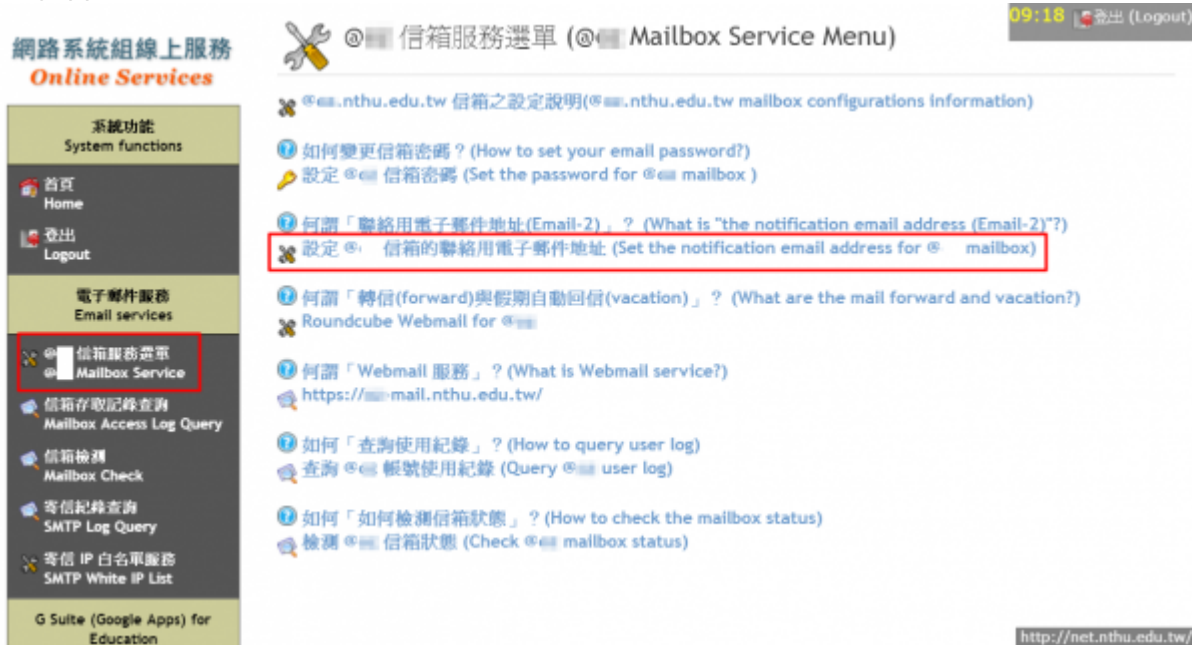 網路系統組線上服務
Online Services
系統功能
System functions
首頁
Home
登出
Logout
電子郵件服務
Email services
@ 信箱服務選單
@ Mailbox Service
信箱存取記錄查詢
Mailbox Access Log Query
信箱檢測
Mailbox Check
寄信紀錄查詢
SMTP Log Query
寄信 IP 白名單服務
SMTP White IP List
G Suite (Google Apps) for
Education
09:18 登出 (Logout)
@ 信箱服務選單 (@ Mailbox Service Menu)
@ .nthu.edu.tw 信箱之設定說明(@ .nthu.edu.tw mailbox configurations information)
如何變更信箱密碼？(How to set your email password?)
設定 @ 信箱密碼 (Set the password for @ mailbox )
何謂「聯絡用電子郵件地址(Email-2)」？ (What is "the notification email address (Email-2)"?)
設定 @ 信箱的聯絡用電子郵件地址 (Set the notification email address for @ mailbox)
何謂「轉信(forward)與假期自動回信(vacation)」？ (What are the mail forward and vacation?)
Roundcube Webmail for @
何謂「Webmail 服務」？(What is Webmail service?)
https:// -mail.nthu.edu.tw/
如何「查詢使用紀錄」？(How to query user log)
查詢 @ 帳號使用紀錄 (Query @ user log)
如何「如何檢測信箱狀態」？(How to check the mailbox status)
檢測 @ 信箱狀態 (Check @ mailbox status)
http://net.nthu.edu.tw/